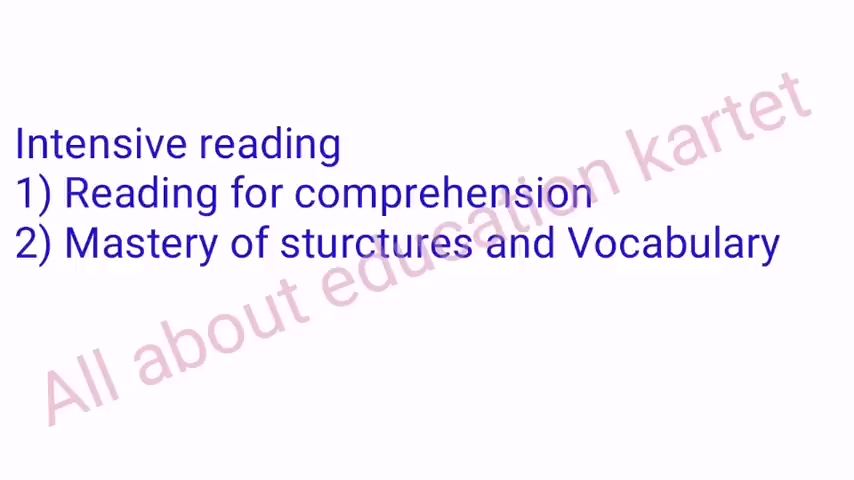 Intensive reading
1) Reading for comprehension
2) Mastery of sturctures and Vocabulary
All about education kartet